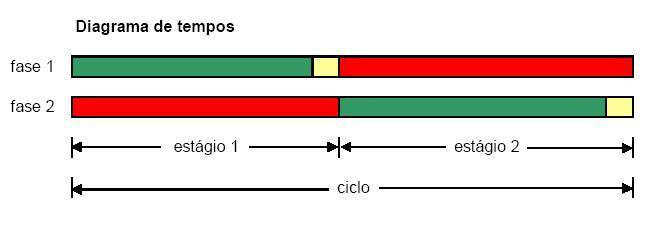 Diagrama de tempos
fase 1
fase 2
estágio 1 estágio 2
ciclo